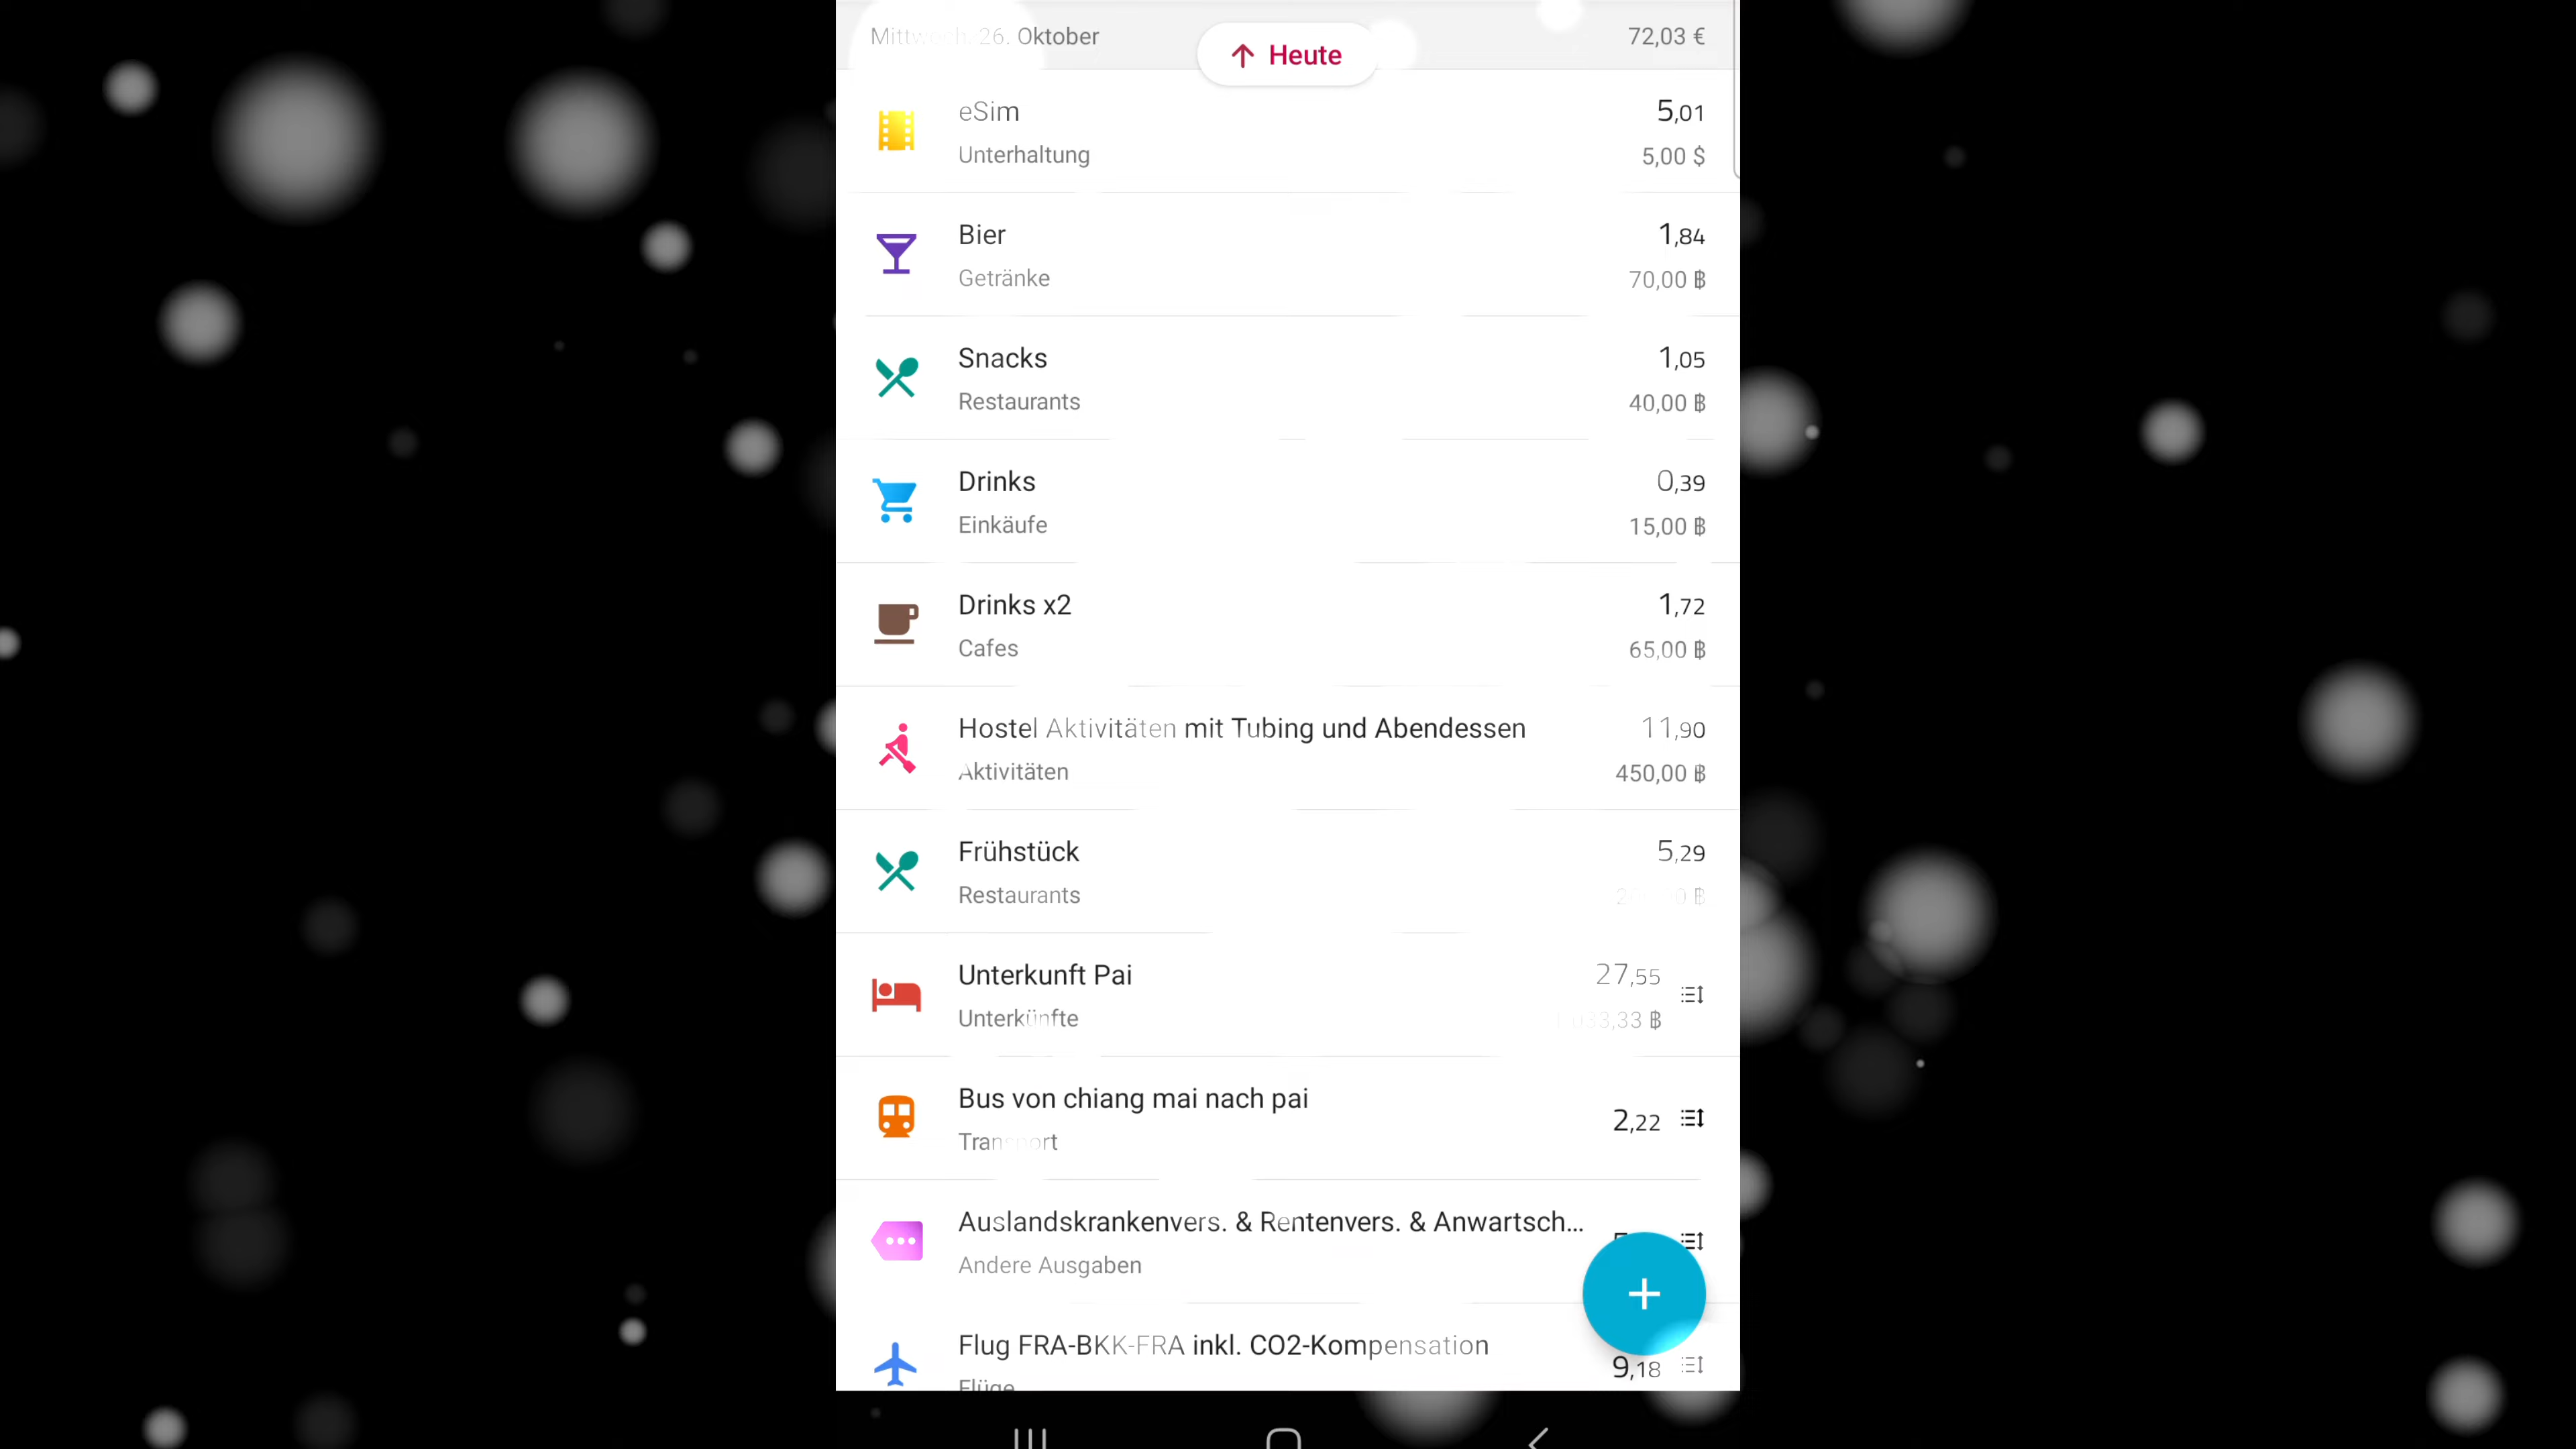 Mittwoch, 26. Oktober
72,03 €
Heute
eSim
5,01
Unterhaltung
5,00 $
Bier
1,84
Getränke
70,00 ฿
Snacks
1,05
Restaurants
40,00 ฿
Drinks
0,39
Einkäufe
15,00 ฿
Drinks x2
1,72
Cafes
65,00 ฿
Hostel Aktivitäten mit Tubing und Abendessen
11,90
Aktivitäten
450,00 ฿
Frühstück
5,29
Restaurants
฿
Unterkunft Pai
27,55
Unterkünfte
฿
Bus von chiang mai nach pai
2,22
Transport
Auslandskrankenvers. & Rentenvers. & Anwartsch...
Andere Ausgaben
Flug FRA-BKK-FRA inkl. CO2-Kompensation
9,18
Flüge